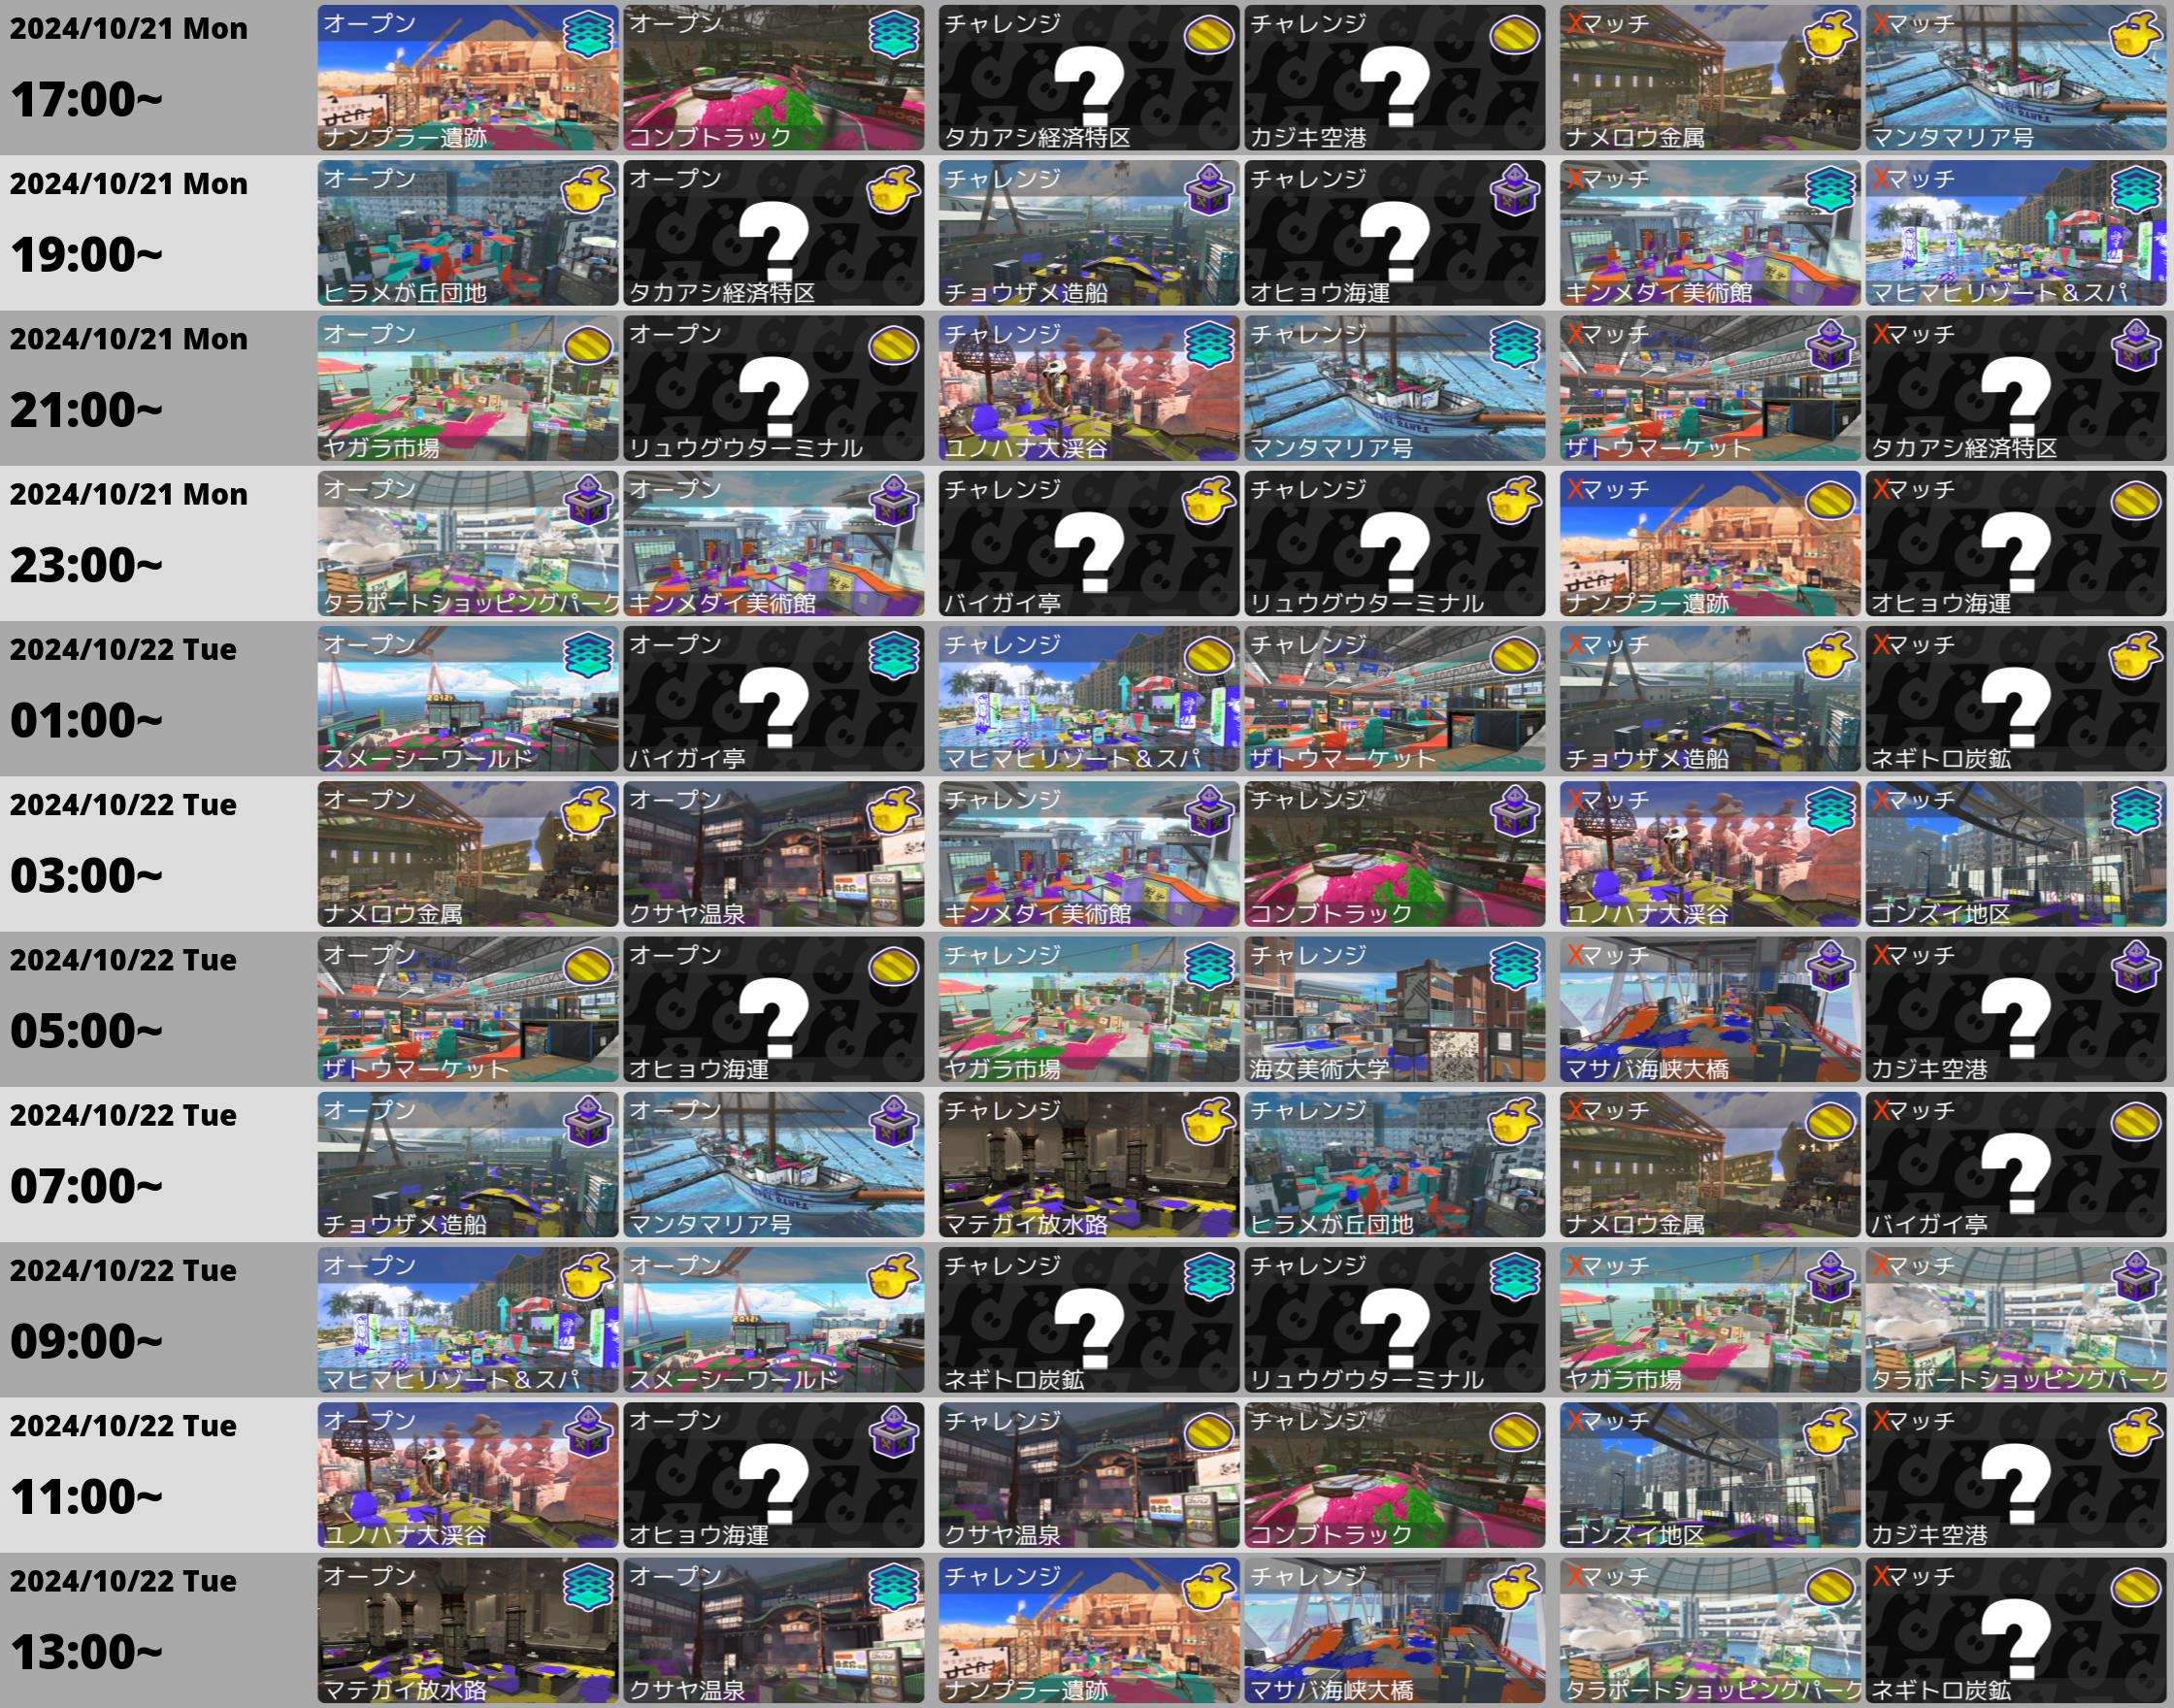 2024/10/21 Mon
17:00~
オープン オープン チャレンジ チャレンジ Xマッチ Xマッチ
ナンプラー遺跡 コンブトラック タカアシ経済特区 カジキ空港 ナメロウ金属 マンタマリア号
2024/10/21 Mon
19:00~
オープン オープン チャレンジ チャレンジ Xマッチ Xマッチ
ヒラメが丘団地 タカアシ経済特区 チョウザメ造船 オヒョウ海運 キンメダイ美術館 マヒマヒリゾート&スパ
2024/10/21 Mon
21:00~
オープン オープン チャレンジ チャレンジ Xマッチ Xマッチ
ヤガラ市場 リュウグウターミナル ユノハナ大渓谷 マンタマリア号 ザトウマーケット タカアシ経済特区
2024/10/21 Mon
23:00~
オープン オープン チャレンジ チャレンジ Xマッチ Xマッチ
タラポートショッピングパーク キンメダイ美術館 バイガイ亭 リュウグウターミナル ナンプラー遺跡 オヒョウ海運
2024/10/22 Tue
01:00~
オープン オープン チャレンジ チャレンジ Xマッチ Xマッチ
スメーシーワールド バイガイ亭 マヒマヒリゾート&スパ ザトウマーケット チョウザメ造船 ネギトロ炭鉱
2024/10/22 Tue
03:00~
オープン オープン チャレンジ チャレンジ Xマッチ Xマッチ
ナメロウ金属 クサヤ温泉 キンメダイ美術館 コンブトラック ユノハナ大渓谷 ゴンズイ地区
2024/10/22 Tue
05:00~
オープン オープン チャレンジ チャレンジ Xマッチ Xマッチ
ザトウマーケット オヒョウ海運 ヤガラ市場 海女美術大学 マサバ海峡大橋 カジキ空港
2024/10/22 Tue
07:00~
オープン オープン チャレンジ チャレンジ Xマッチ Xマッチ
チョウザメ造船 マンタマリア号 マテガイ放水路 ヒラメが丘団地 ナメロウ金属 バイガイ亭
2024/10/22 Tue
09:00~
オープン オープン チャレンジ チャレンジ Xマッチ Xマッチ
マヒマヒリゾート&スパ スメーシーワールド ネギトロ炭鉱 リュウグウターミナル ヤガラ市場 タラポートショッピングパーク
2024/10/22 Tue
11:00~
オープン オープン チャレンジ チャレンジ Xマッチ Xマッチ
ユノハナ大渓谷 オヒョウ海運 クサヤ温泉 コンブトラック ゴンズイ地区 カジキ空港
2024/10/22 Tue
13:00~
オープン オープン チャレンジ チャレンジ Xマッチ Xマッチ
マテガイ放水路 クサヤ温泉 ナンプラー遺跡 マサバ海峡大橋 タラポートショッピングパーク ネギトロ炭鉱